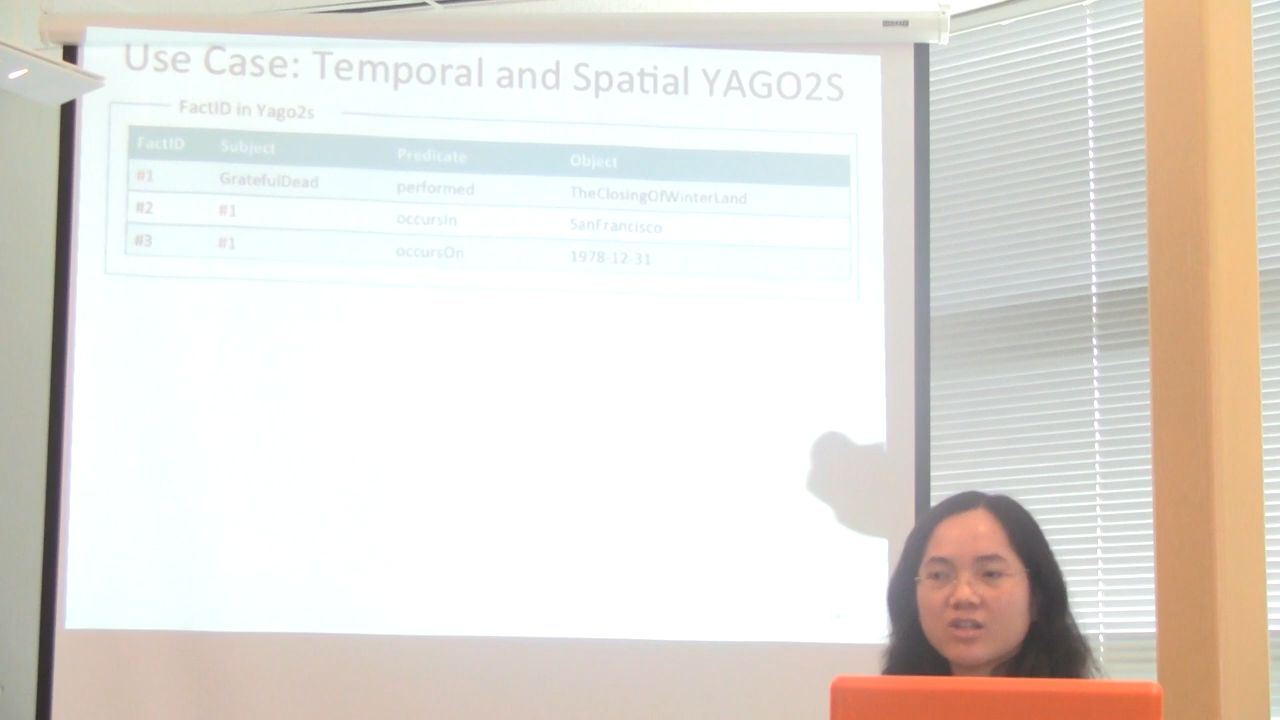 Use Case: Temporal and Spatial YAGO2S
FactID in Yago2s
FactID Subject Predicate Object
#1 GratefulDead performed TheClosingOfWinterLand
#2 #1 occursIn SanFrancisco
#3 #1 occursOn 1978-12-31